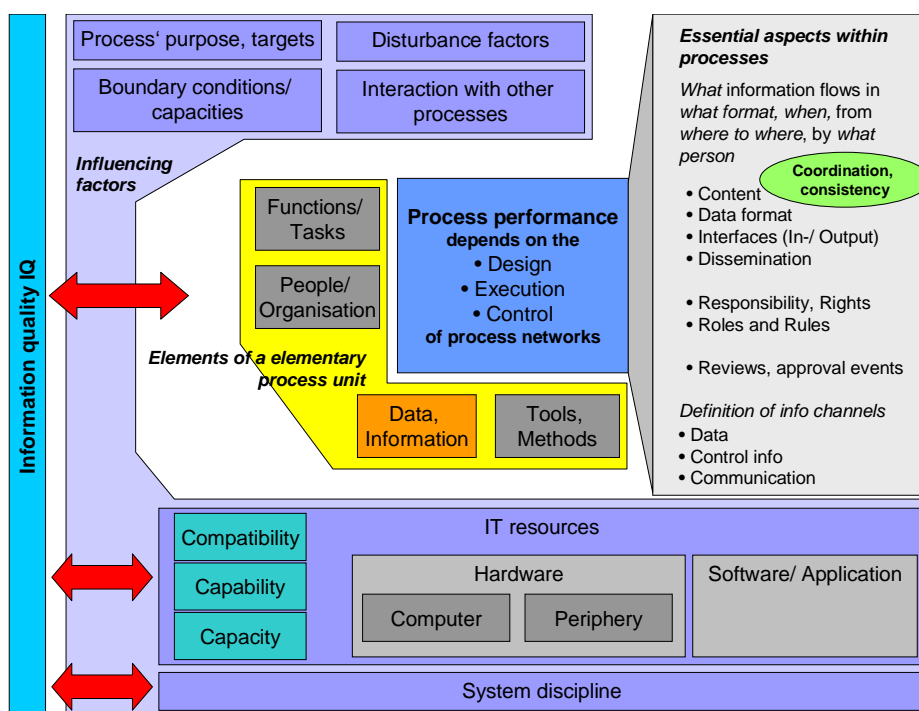 Information quality IQ
Process‘ purpose, targets
Disturbance factors
Boundary conditions/
capacities
Interaction with other
processes
Influencing
factors
Functions/
Tasks
People/
Organisation
Elements of a elementary
process unit
Data,
Information
Tools,
Methods
Process performance
depends on the
• Design
• Execution
• Control
of process networks
Essential aspects within
processes
What information flows in
what format, when, from
where to where, by what
person
Coordination,
consistency
• Content
• Data format
• Interfaces (In-/ Output)
• Dissemination
• Responsibility, Rights
• Roles and Rules
• Reviews, approval events
Definition of info channels
• Data
• Control info
• Communication
IT resources
Compatibility
Capability
Capacity
Hardware
Computer
Periphery
Software/ Application
System discipline